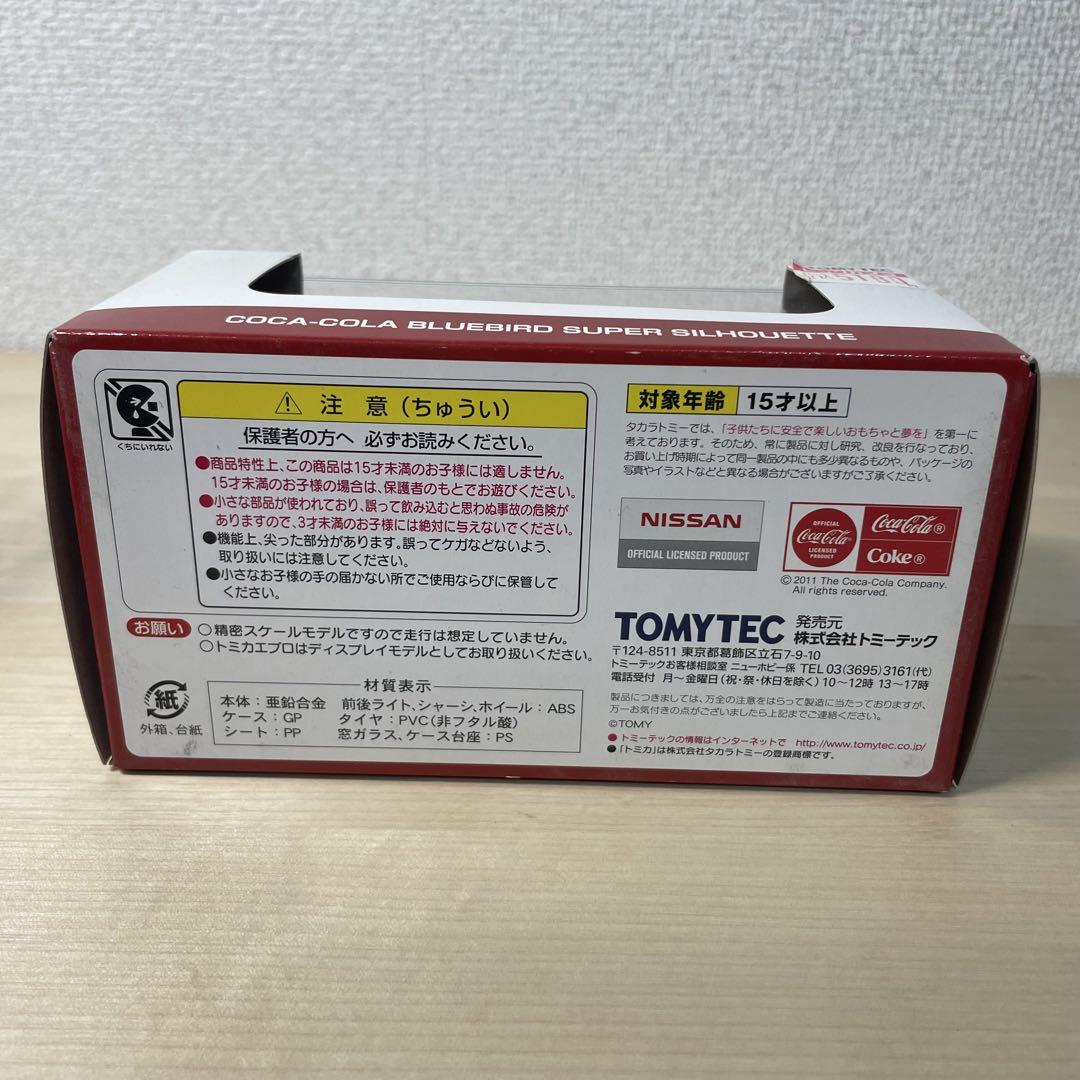 TOMYTEC
COCA-COLA BLUEBIRD SUPER SILHOUETTE
くちにいれない
⚠ 注意(ちゅうい)
保護者の方へ 必ずお読みください。
●商品特性上、この商品は15才未満のお子様には適しません。
15才未満のお子様の場合は、保護者のもとでお遊びください。
●小さな部品が使われており、誤って飲み込むと思わぬ事故の危険が
ありますので、3才未満のお子様には絶対に与えないでください。
●機能上、尖った部分があります。誤ってケガなどないよう、
取り扱いには注意してください。
●小さなお子様の手の届かない所でご使用ならびに保管して
ください。
お願い
○精密スケールモデルですので走行は想定していません。
○トミカエブロはディスプレイモデルとしてお取り扱いください。
紙
外箱、台紙
材質表示
本体:亜鉛合金 前後ライト、シャーシ、ホイール:ABS
ケース:GP タイヤ:PVC(非フタル酸)
シート:PP 窓ガラス、ケース台座:PS
対象年齢 15才以上
タカラトミーでは、「子供たちに安全で楽しいおもちゃと夢を」を第一に
考えております。そのため、常に製品に対し研究、改良を行なっており、
お買い上げ時期によって同一製品の中にも多少異なるものや、パッケージの
写真やイラストなどと異なる場合がございますがご了承ください。
NISSAN
OFFICIAL LICENSED PRODUCT
OFFICIAL
Coca-Cola
LICENSED
PRODUCT
Coca-Cola®
Coke®
© 2011 The Coca-Cola Company.
All rights reserved.
TOMYTEC 発売元 株式会社トミーテック
〒124-8511 東京都葛飾区立石7-9-10
トミーテックお客様相談室 ニューホビー係 TEL 03(3695)3161(代)
電話受付 月〜金曜日(祝・祭・休日を除く)10〜12時 13〜17時
製品につきましては、万全の注意をはらって製造に当たっておりますが、
万一お気付きの点がございましたら上記までご連絡ください。
©TOMY
●トミーテックの情報はインターネットで http://www.tomytec.co.jp/
●「トミカ」は株式会社タカラトミーの登録商標です。